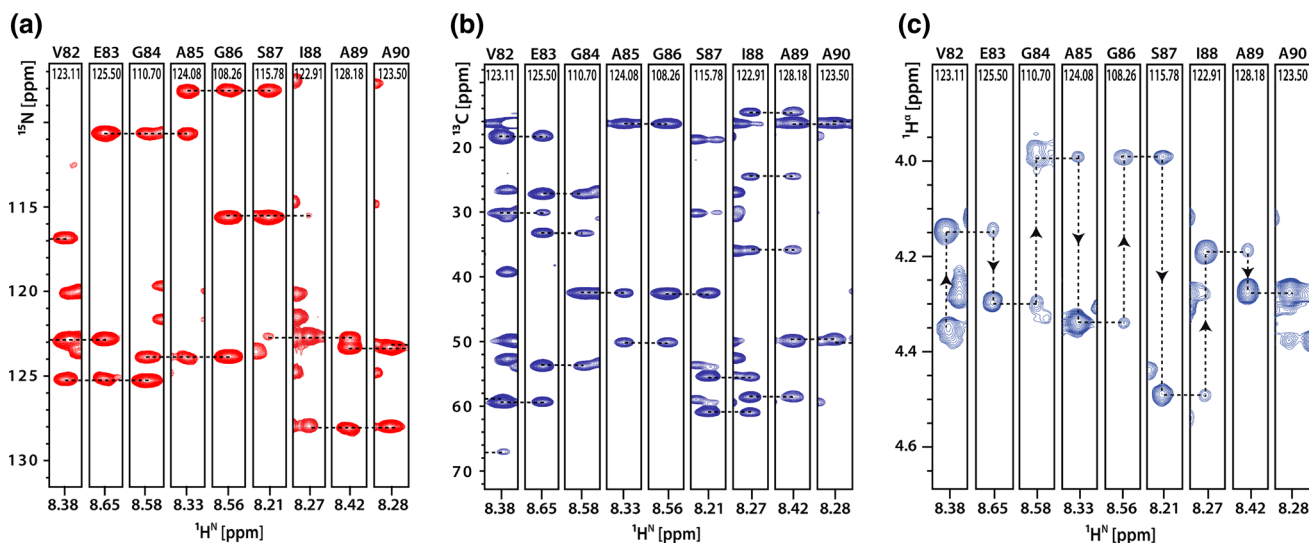 (a)
V82 E83 G84 A85 G86 S87 I88 A89 A90
123.11 125.50 110.70 124.08 108.26 115.78 122.91 128.18 123.50
15N [ppm]
115
120
125
130
8.38 8.65 8.58 8.33 8.56 8.21 8.27 8.42 8.28
1HN [ppm]
(b)
V82 E83 G84 A85 G86 S87 I88 A89 A90
123.11 125.50 110.70 124.08 108.26 115.78 122.91 128.18 123.50
13C [ppm]
20
30
40
50
60
70
8.38 8.65 8.58 8.33 8.56 8.21 8.27 8.42 8.28
1HN [ppm]
(c)
V82 E83 G84 A85 G86 S87 I88 A89 A90
123.11 125.50 110.70 124.08 108.26 115.78 122.91 128.18 123.50
1Hα [ppm]
4.0
4.2
4.4
4.6
8.38 8.65 8.58 8.33 8.56 8.21 8.27 8.42 8.28
1HN [ppm]